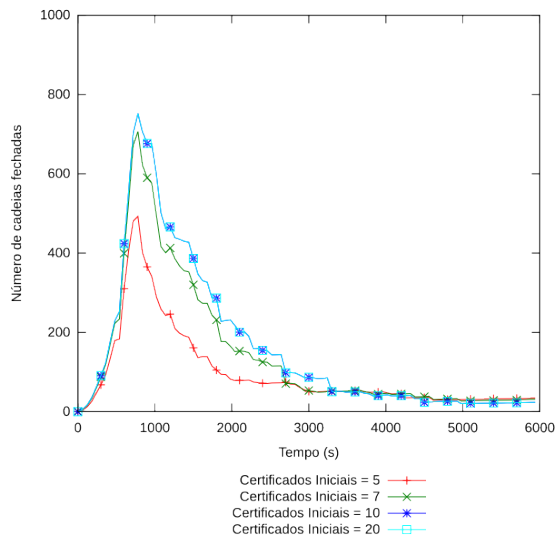 1000
800
600
400
200
0
Número de cadeias fechadas
0 1000 2000 3000 4000 5000 6000
Tempo (s)
Certificados Iniciais = 5
Certificados Iniciais = 7
Certificados Iniciais = 10
Certificados Iniciais = 20